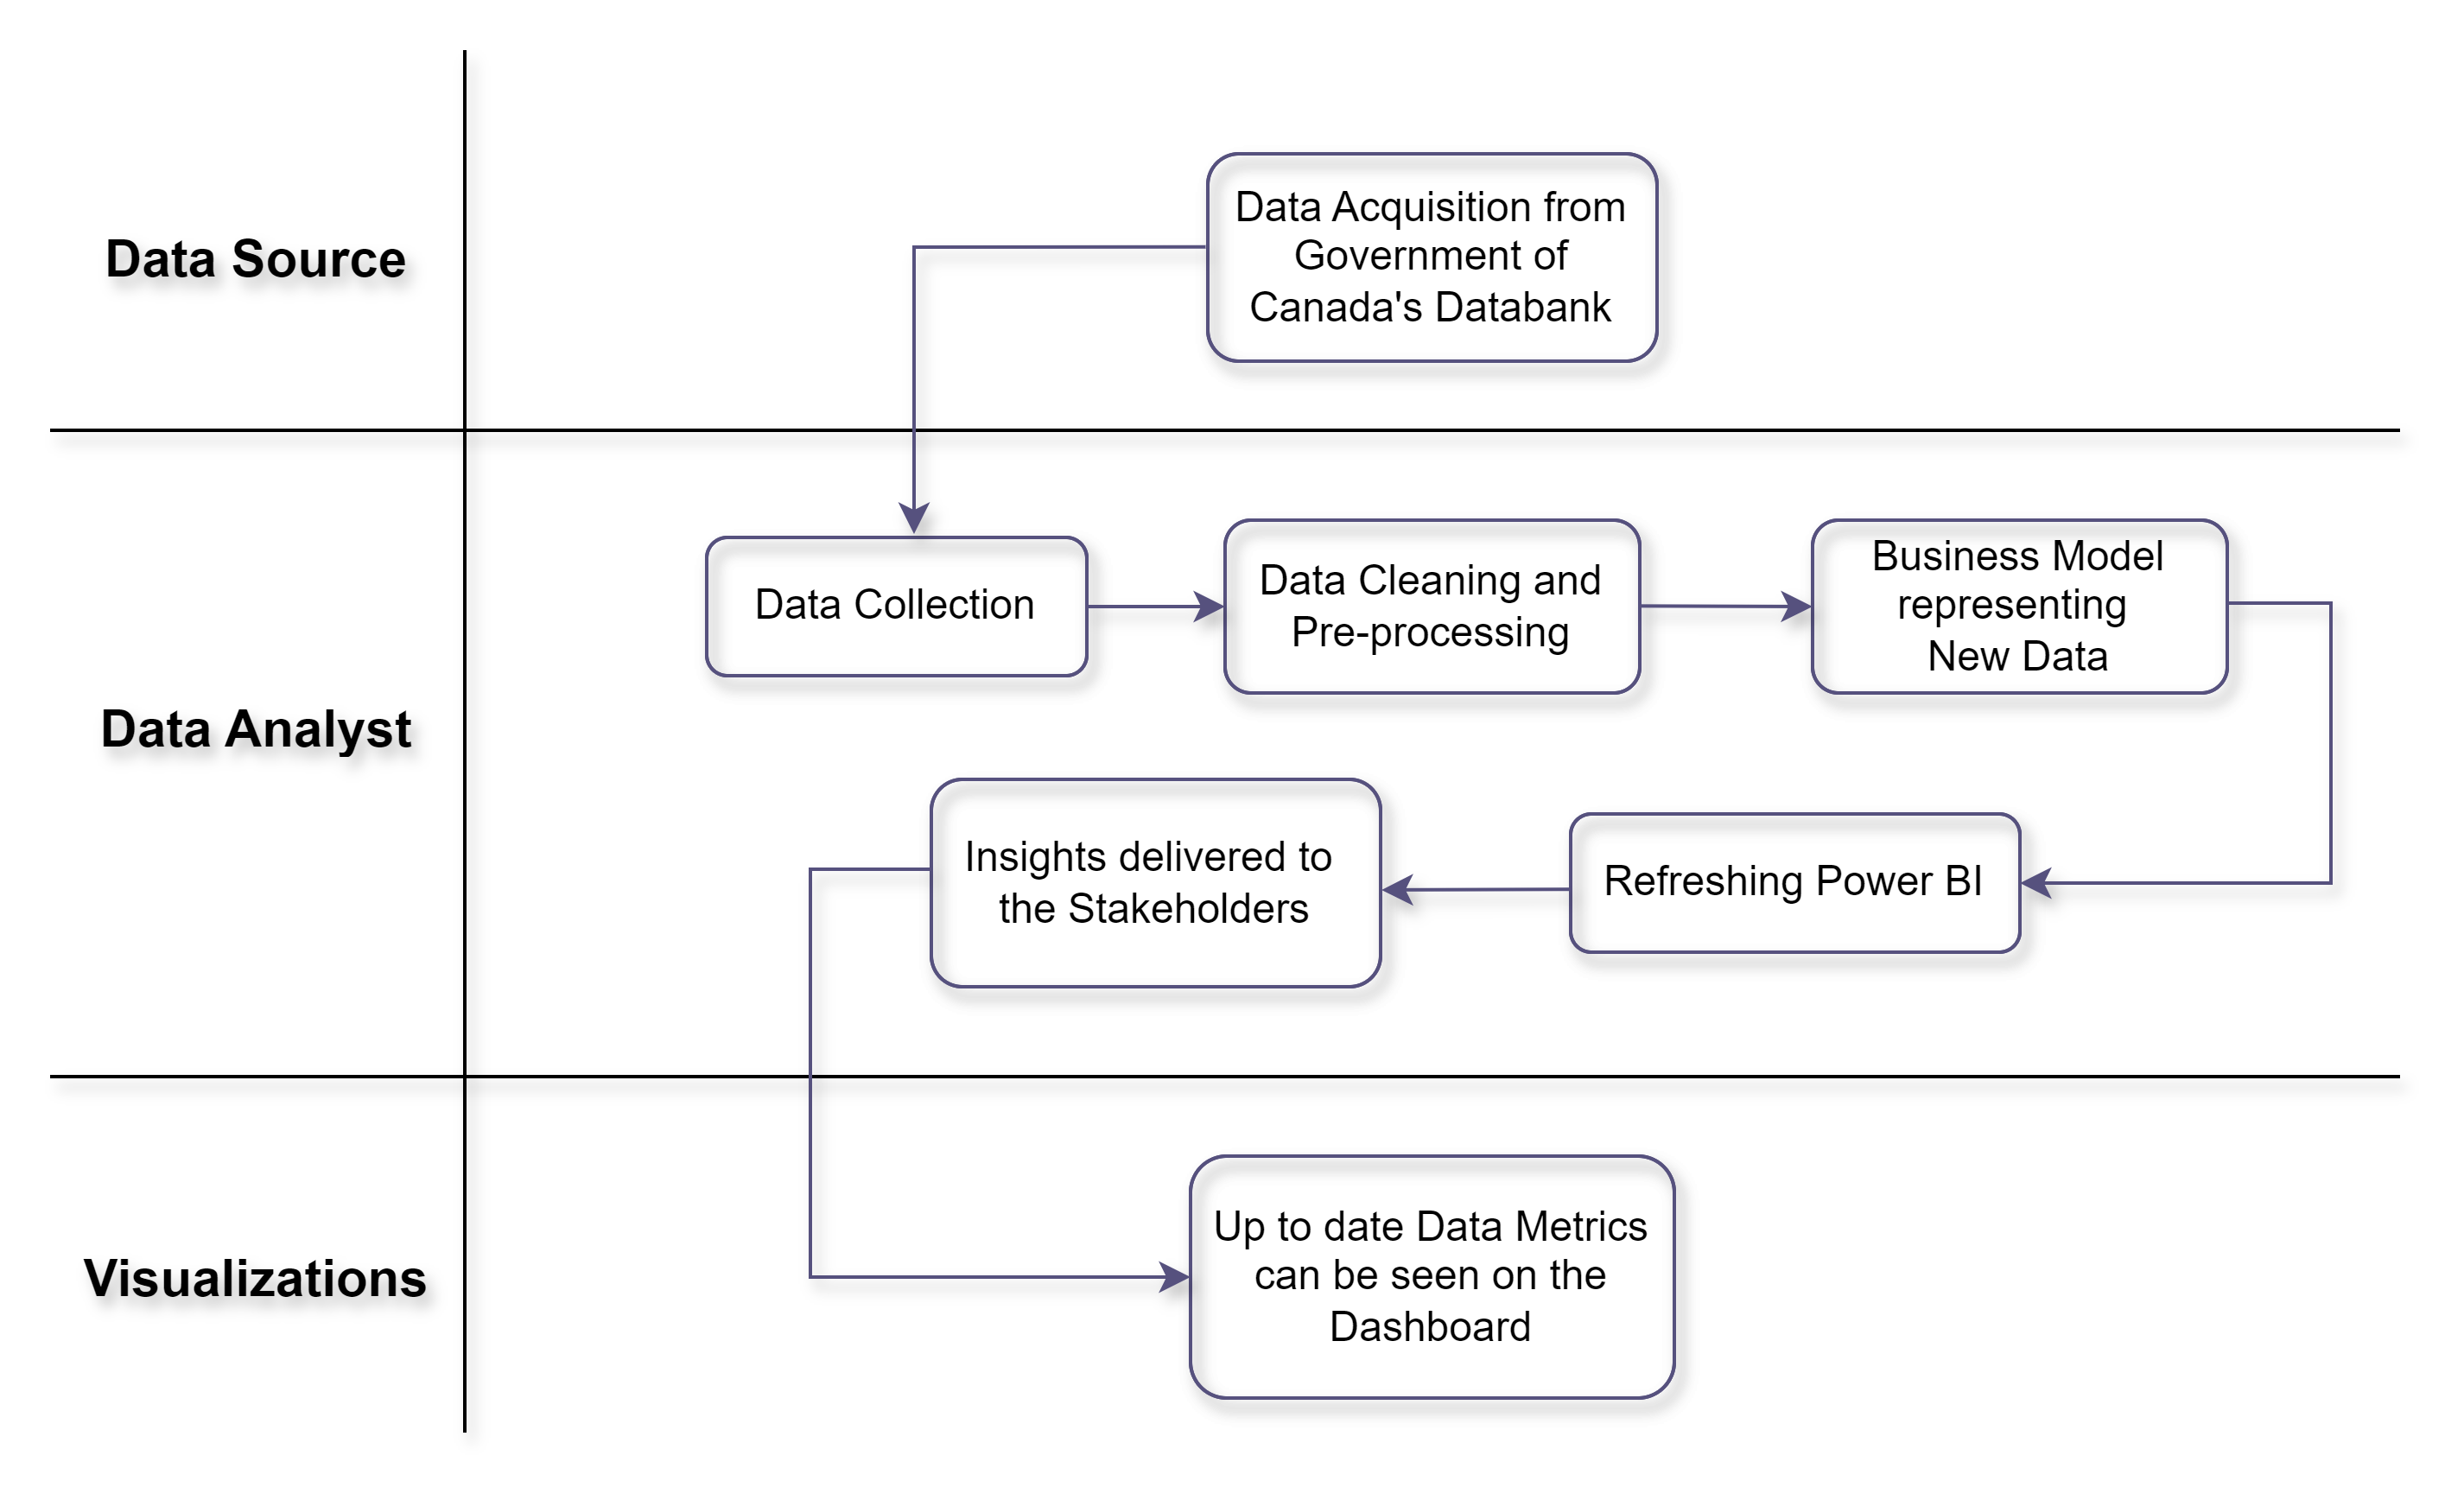 Data Source
Data Acquisition from
Government of
Canada's Databank
Data Analyst
Data Collection
Data Cleaning and
Pre-processing
Business Model
representing
New Data
Insights delivered to
the Stakeholders
Refreshing Power BI
Visualizations
Up to date Data Metrics
can be seen on the
Dashboard